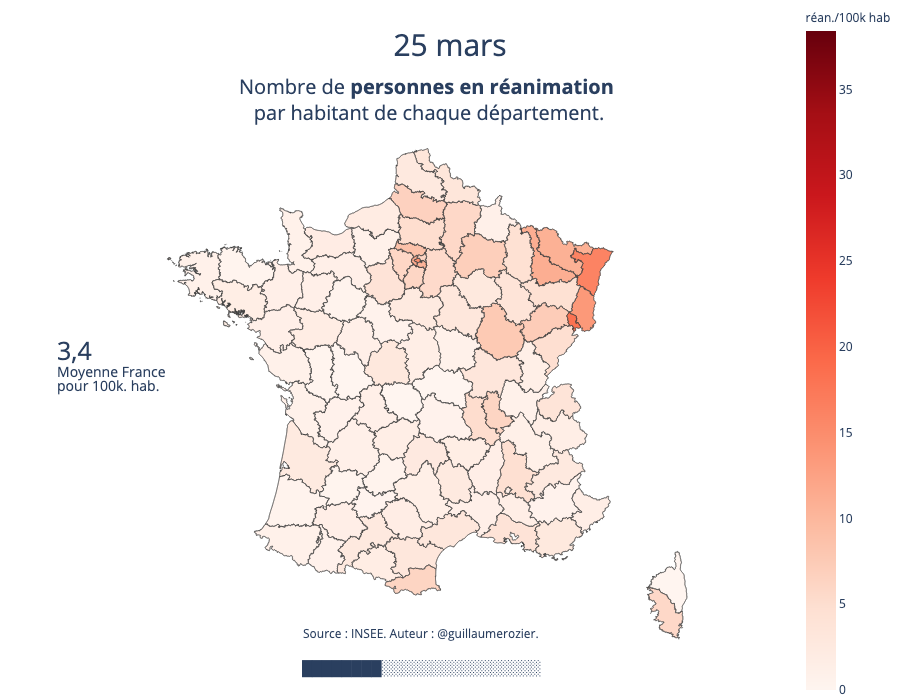 25 mars
Nombre de personnes en réanimation
par habitant de chaque département.
réan./100k hab
35
30
25
20
15
10
5
0
3,4
Moyenne France
pour 100k. hab.
Source : INSEE. Auteur : @guillaumerozier.